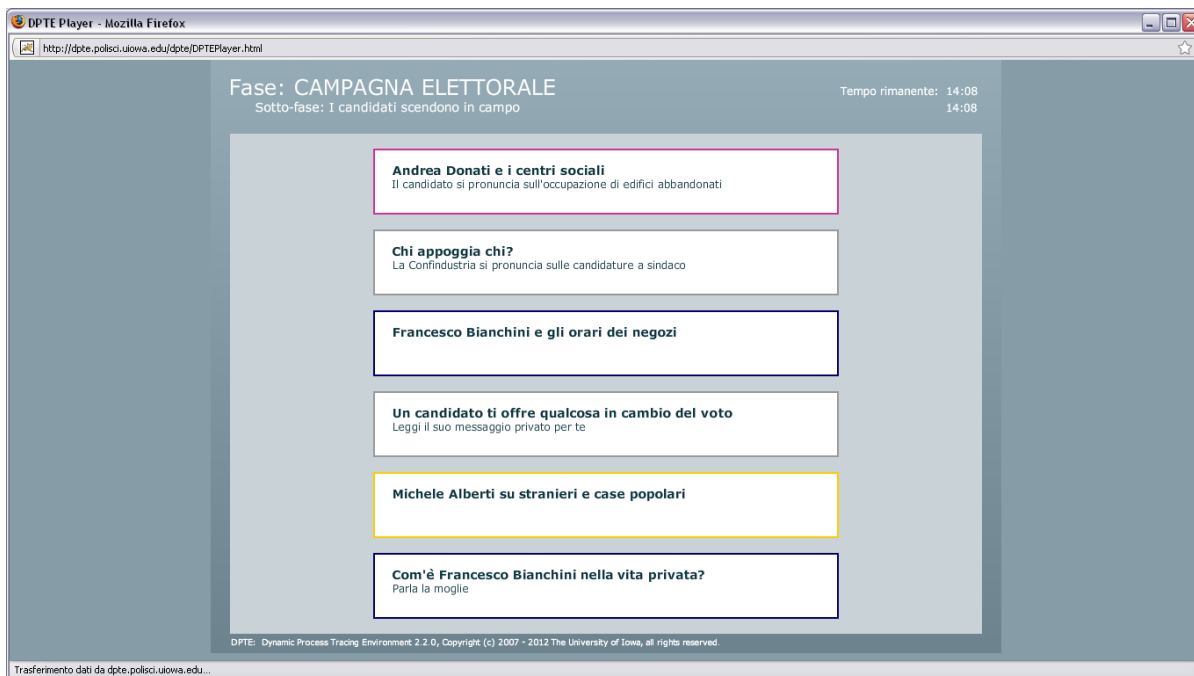 DPTE Player - Mozilla Firefox
http://dpte.polisci.uiowa.edu/dpte/DPTEPlayer.html
Fase: CAMPAGNA ELETTORALE
Sotto-fase: I candidati scendono in campo
Tempo rimanente: 14:08
14:08
Andrea Donati e i centri sociali
Il candidato si pronuncia sull'occupazione di edifici abbandonati
Chi appoggia chi?
La Confindustria si pronuncia sulle candidature a sindaco
Francesco Bianchini e gli orari dei negozi
Un candidato ti offre qualcosa in cambio del voto
Leggi il suo messaggio privato per te
Michele Alberti su stranieri e case popolari
Com'è Francesco Bianchini nella vita privata?
Parla la moglie
DPTE: Dynamic Process Tracing Environment 2.2.0, Copyright (c) 2007 - 2012 The University of Iowa, all rights reserved.
Trasferimento dati da dpte.polisci.uiowa.edu...